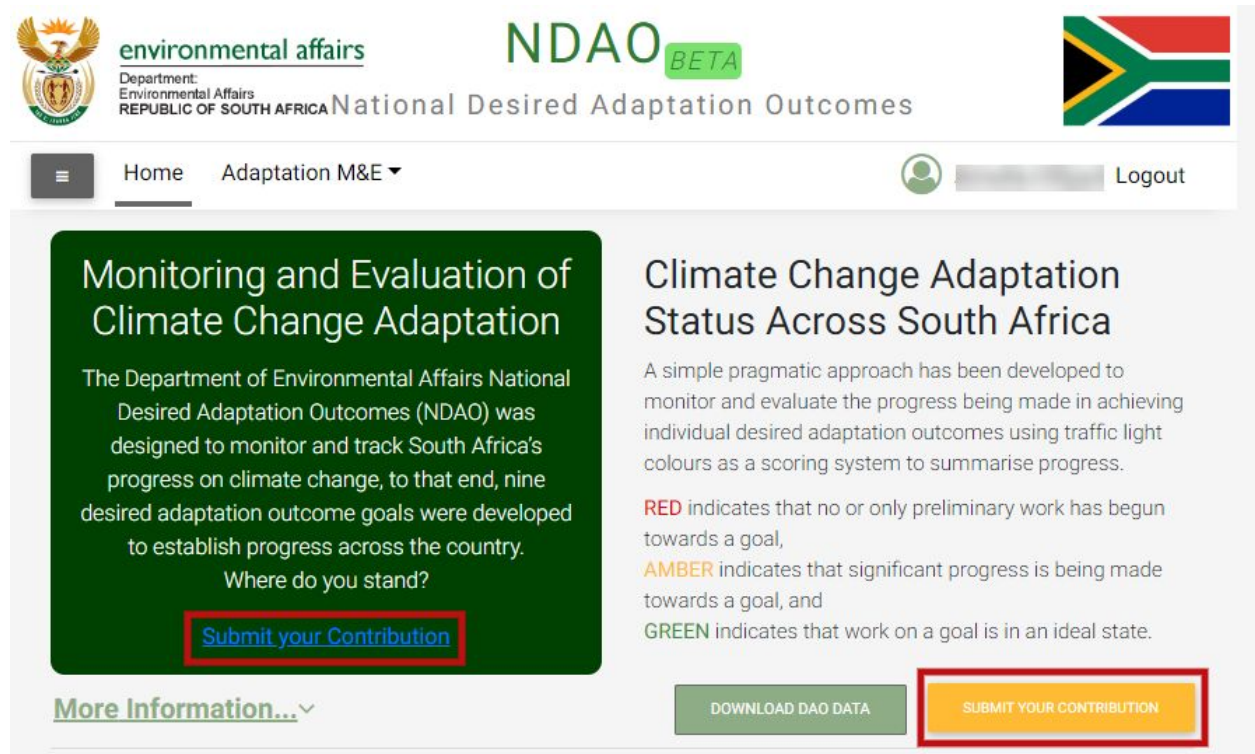 environmental affairs
Department:
Environmental Affairs
REPUBLIC OF SOUTH AFRICA
NDAO BETA
National Desired Adaptation Outcomes
Home Adaptation M&E Logout
Monitoring and Evaluation of
Climate Change Adaptation
The Department of Environmental Affairs National
Desired Adaptation Outcomes (NDAO) was
designed to monitor and track South Africa's
progress on climate change, to that end, nine
desired adaptation outcome goals were developed
to establish progress across the country.
Where do you stand?
Submit your Contribution
More Information...
Climate Change Adaptation
Status Across South Africa
A simple pragmatic approach has been developed to
monitor and evaluate the progress being made in achieving
individual desired adaptation outcomes using traffic light
colours as a scoring system to summarise progress.
RED indicates that no or only preliminary work has begun
towards a goal,
AMBER indicates that significant progress is being made
towards a goal, and
GREEN indicates that work on a goal is in an ideal state.
DOWNLOAD DAO DATA
SUBMIT YOUR CONTRIBUTION